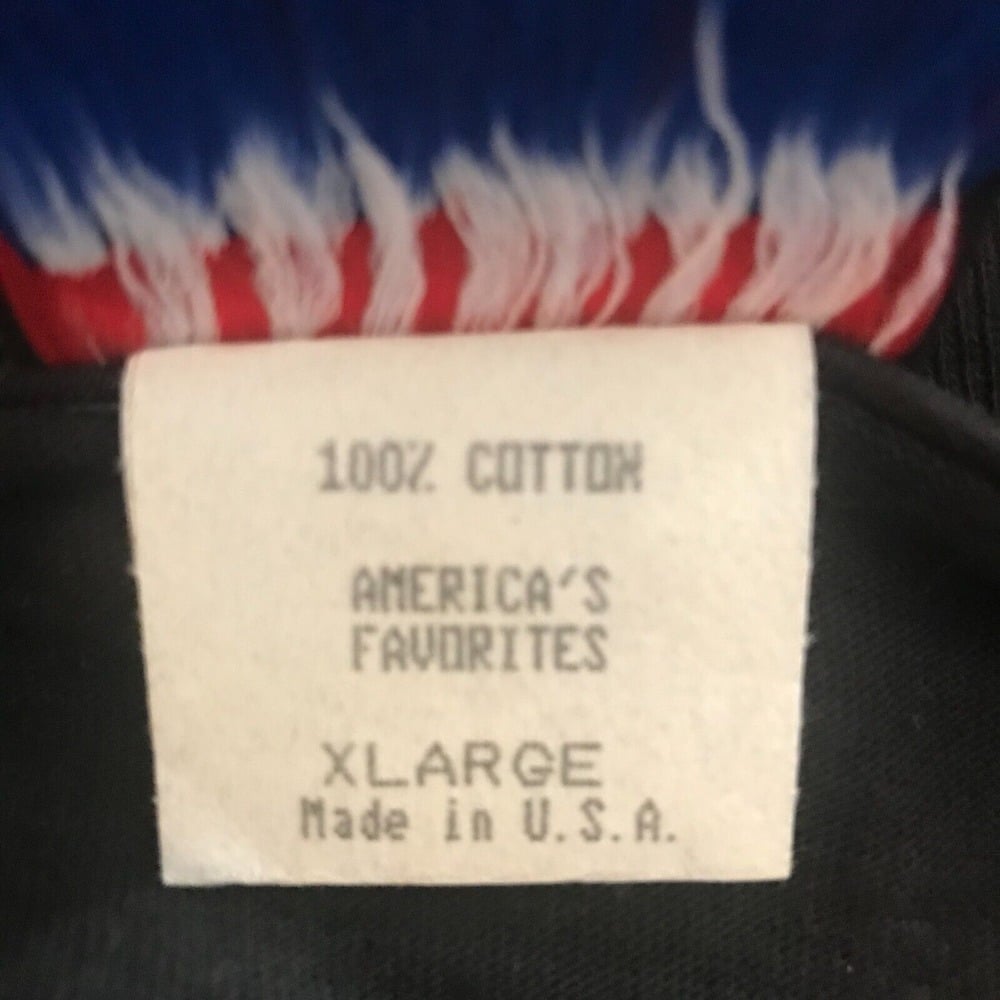 100% COTTON
AMERICA'S
FAVORITES
XLARGE
Made in U.S.A.